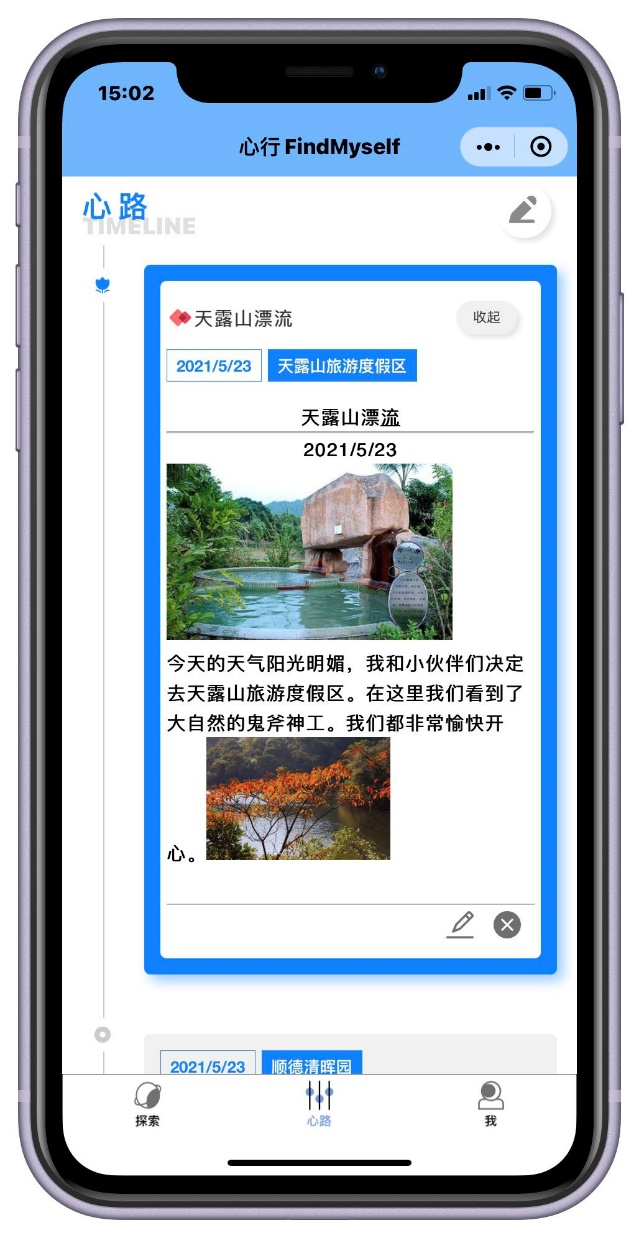 15:02
心行 FindMyself
心路
TIMELINE
天露山漂流
收起
2021/5/23
天露山旅游度假区
天露山漂流
2021/5/23
今天的天气阳光明媚，我和小伙伴们决定
去天露山旅游度假区。在这里我们看到了
大自然的鬼斧神工。我们都非常愉快开
心。
2021/5/23
顺德清晖园
探索
心路
我